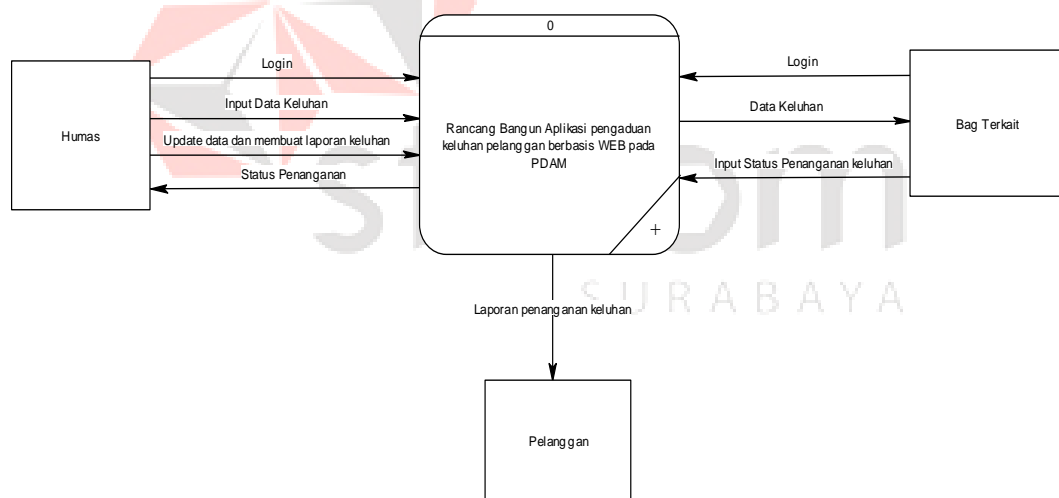 0
Login
Login
Input Data Keluhan
Data Keluhan
Humas
Rancang Bangun Aplikasi pengaduan
keluhan pelanggan berbasis WEB pada
PDAM
Bag Terkait
Update data dan membuat laporan keluhan
Input Status Penanganan keluhan
Status Penanganan
+
SURABAYA
Laporan penanganan keluhan
Pelanggan